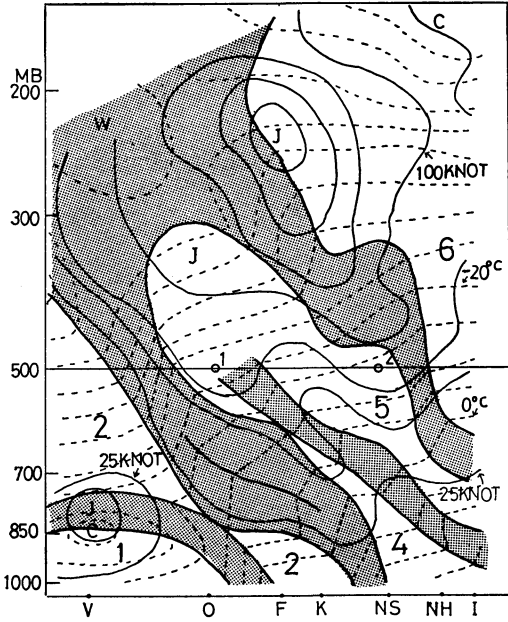 MB
C
200
W
J
100KNOT
300
J
6
-20°C
1
2
500
5
0°C
2
700
25KNOT
25KNOT
J
C
850
1
2
4
1000
V O F K NS NH I